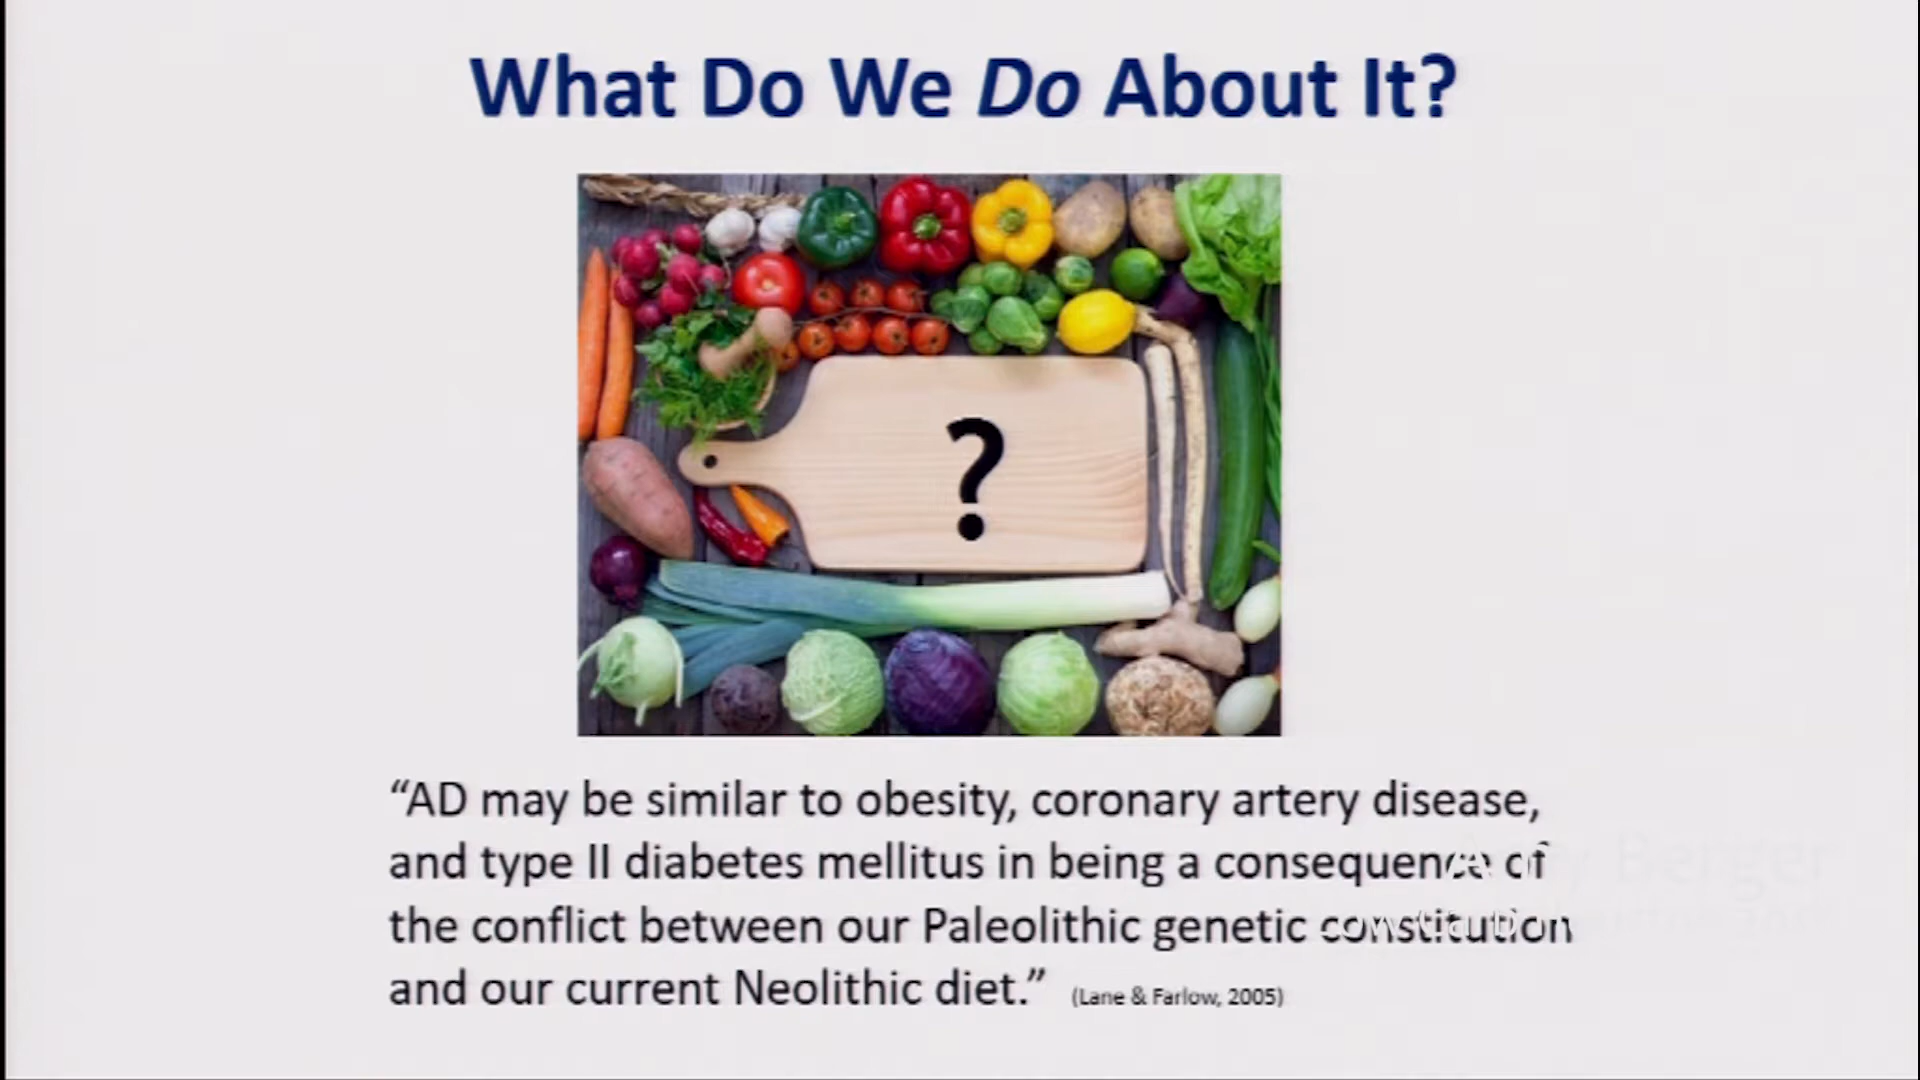 What Do We Do About It?
?
“AD may be similar to obesity, coronary artery disease,
and type II diabetes mellitus in being a consequence of
the conflict between our Paleolithic genetic constitution
and our current Neolithic diet.” (Lane & Farlow, 2005)
Berger